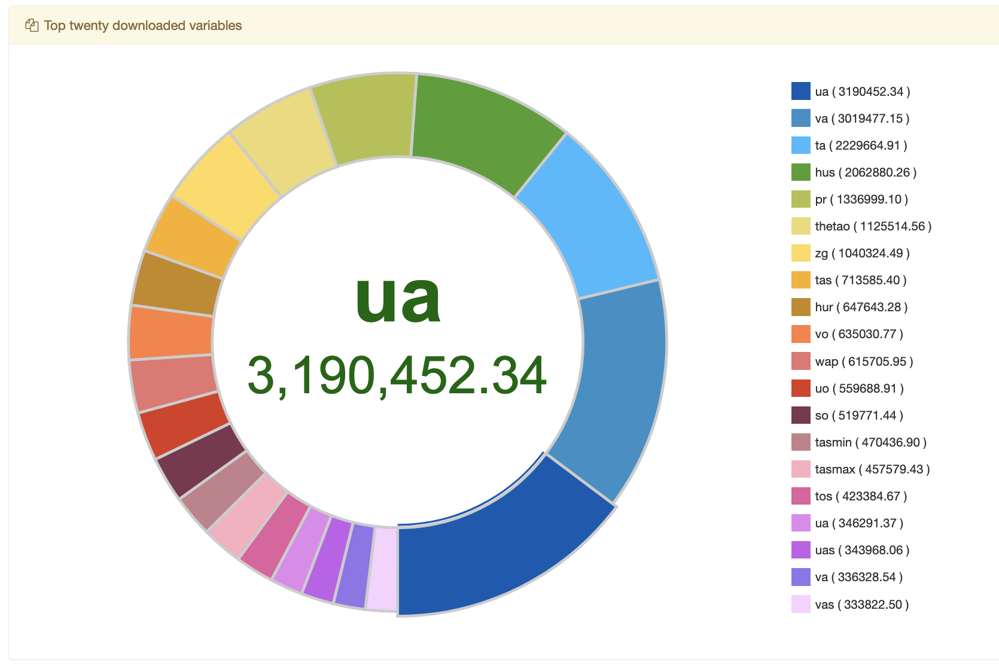 Top twenty downloaded variables
ua
3,190,452.34
ua ( 3190452.34 )
va ( 3019477.15 )
ta ( 2229664.91 )
hus ( 2062880.26 )
pr ( 1336999.10 )
thetao ( 1125514.56 )
zg ( 1040324.49 )
tas ( 713585.40 )
hur ( 647643.28 )
vo ( 635030.77 )
wap ( 615705.95 )
uo ( 559688.91 )
so ( 519771.44 )
tasmin ( 470436.90 )
tasmax ( 457579.43 )
tos ( 423384.67 )
ua ( 346291.37 )
uas ( 343968.06 )
va ( 336328.54 )
vas ( 333822.50 )